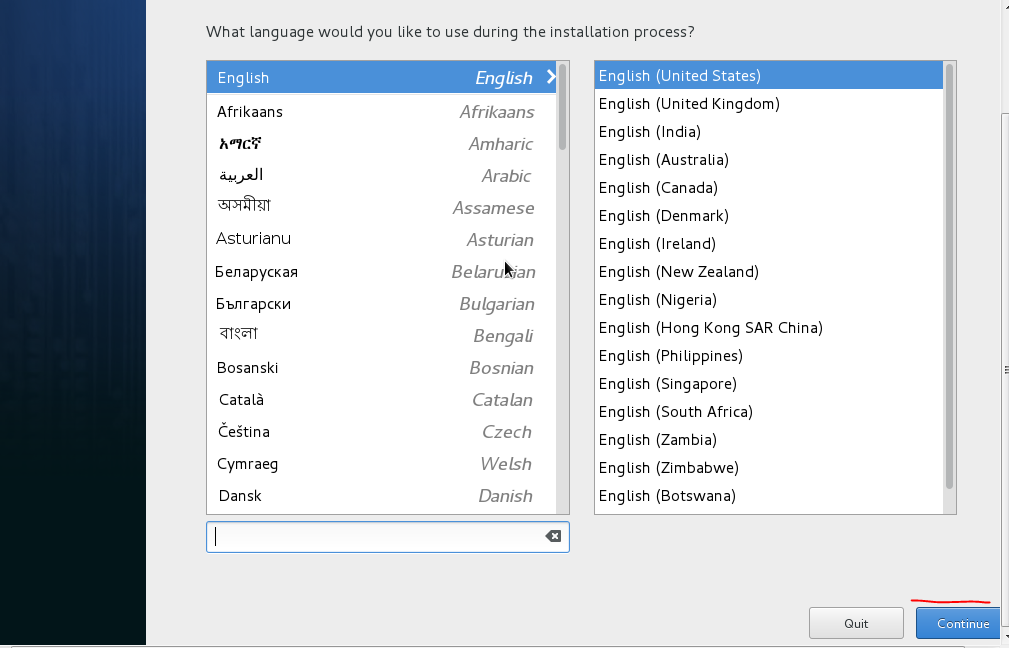 What language would you like to use during the installation process?
English English
Afrikaans Afrikaans
አማርኛ Amharic
العربية Arabic
অসমীয়া Assamese
Asturianu Asturian
Беларуская Belarusian
Български Bulgarian
বাংলা Bengali
Bosanski Bosnian
Català Catalan
Čeština Czech
Cymraeg Welsh
Dansk Danish
English (United States)
English (United Kingdom)
English (India)
English (Australia)
English (Canada)
English (Denmark)
English (Ireland)
English (New Zealand)
English (Nigeria)
English (Hong Kong SAR China)
English (Philippines)
English (Singapore)
English (South Africa)
English (Zambia)
English (Zimbabwe)
English (Botswana)
Quit Continue